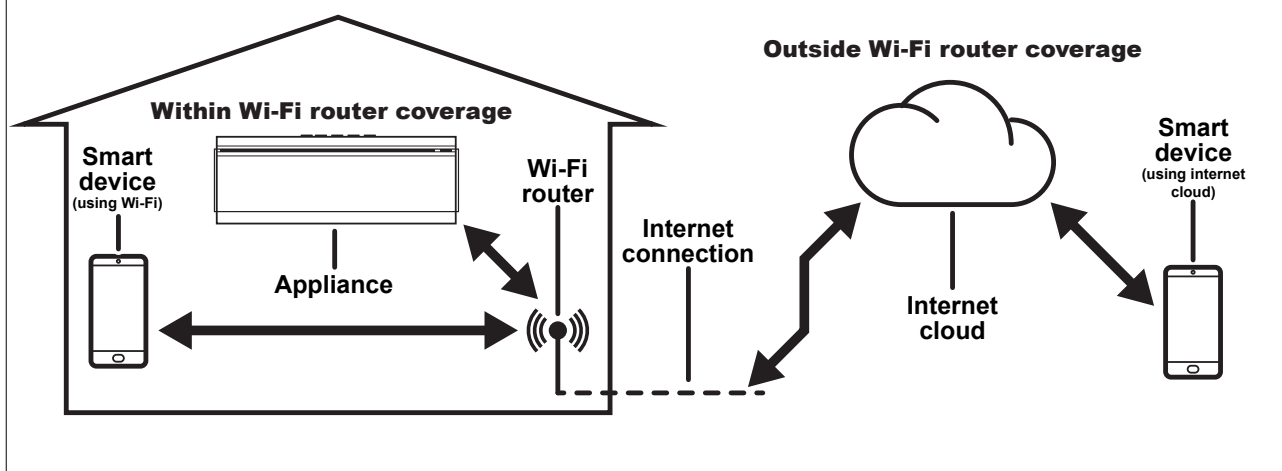 Outside Wi-Fi router coverage
Within Wi-Fi router coverage
Smart
device
(using Wi-Fi)
Appliance
Wi-Fi
router
Internet
connection
Internet
cloud
Smart
device
(using internet
cloud)